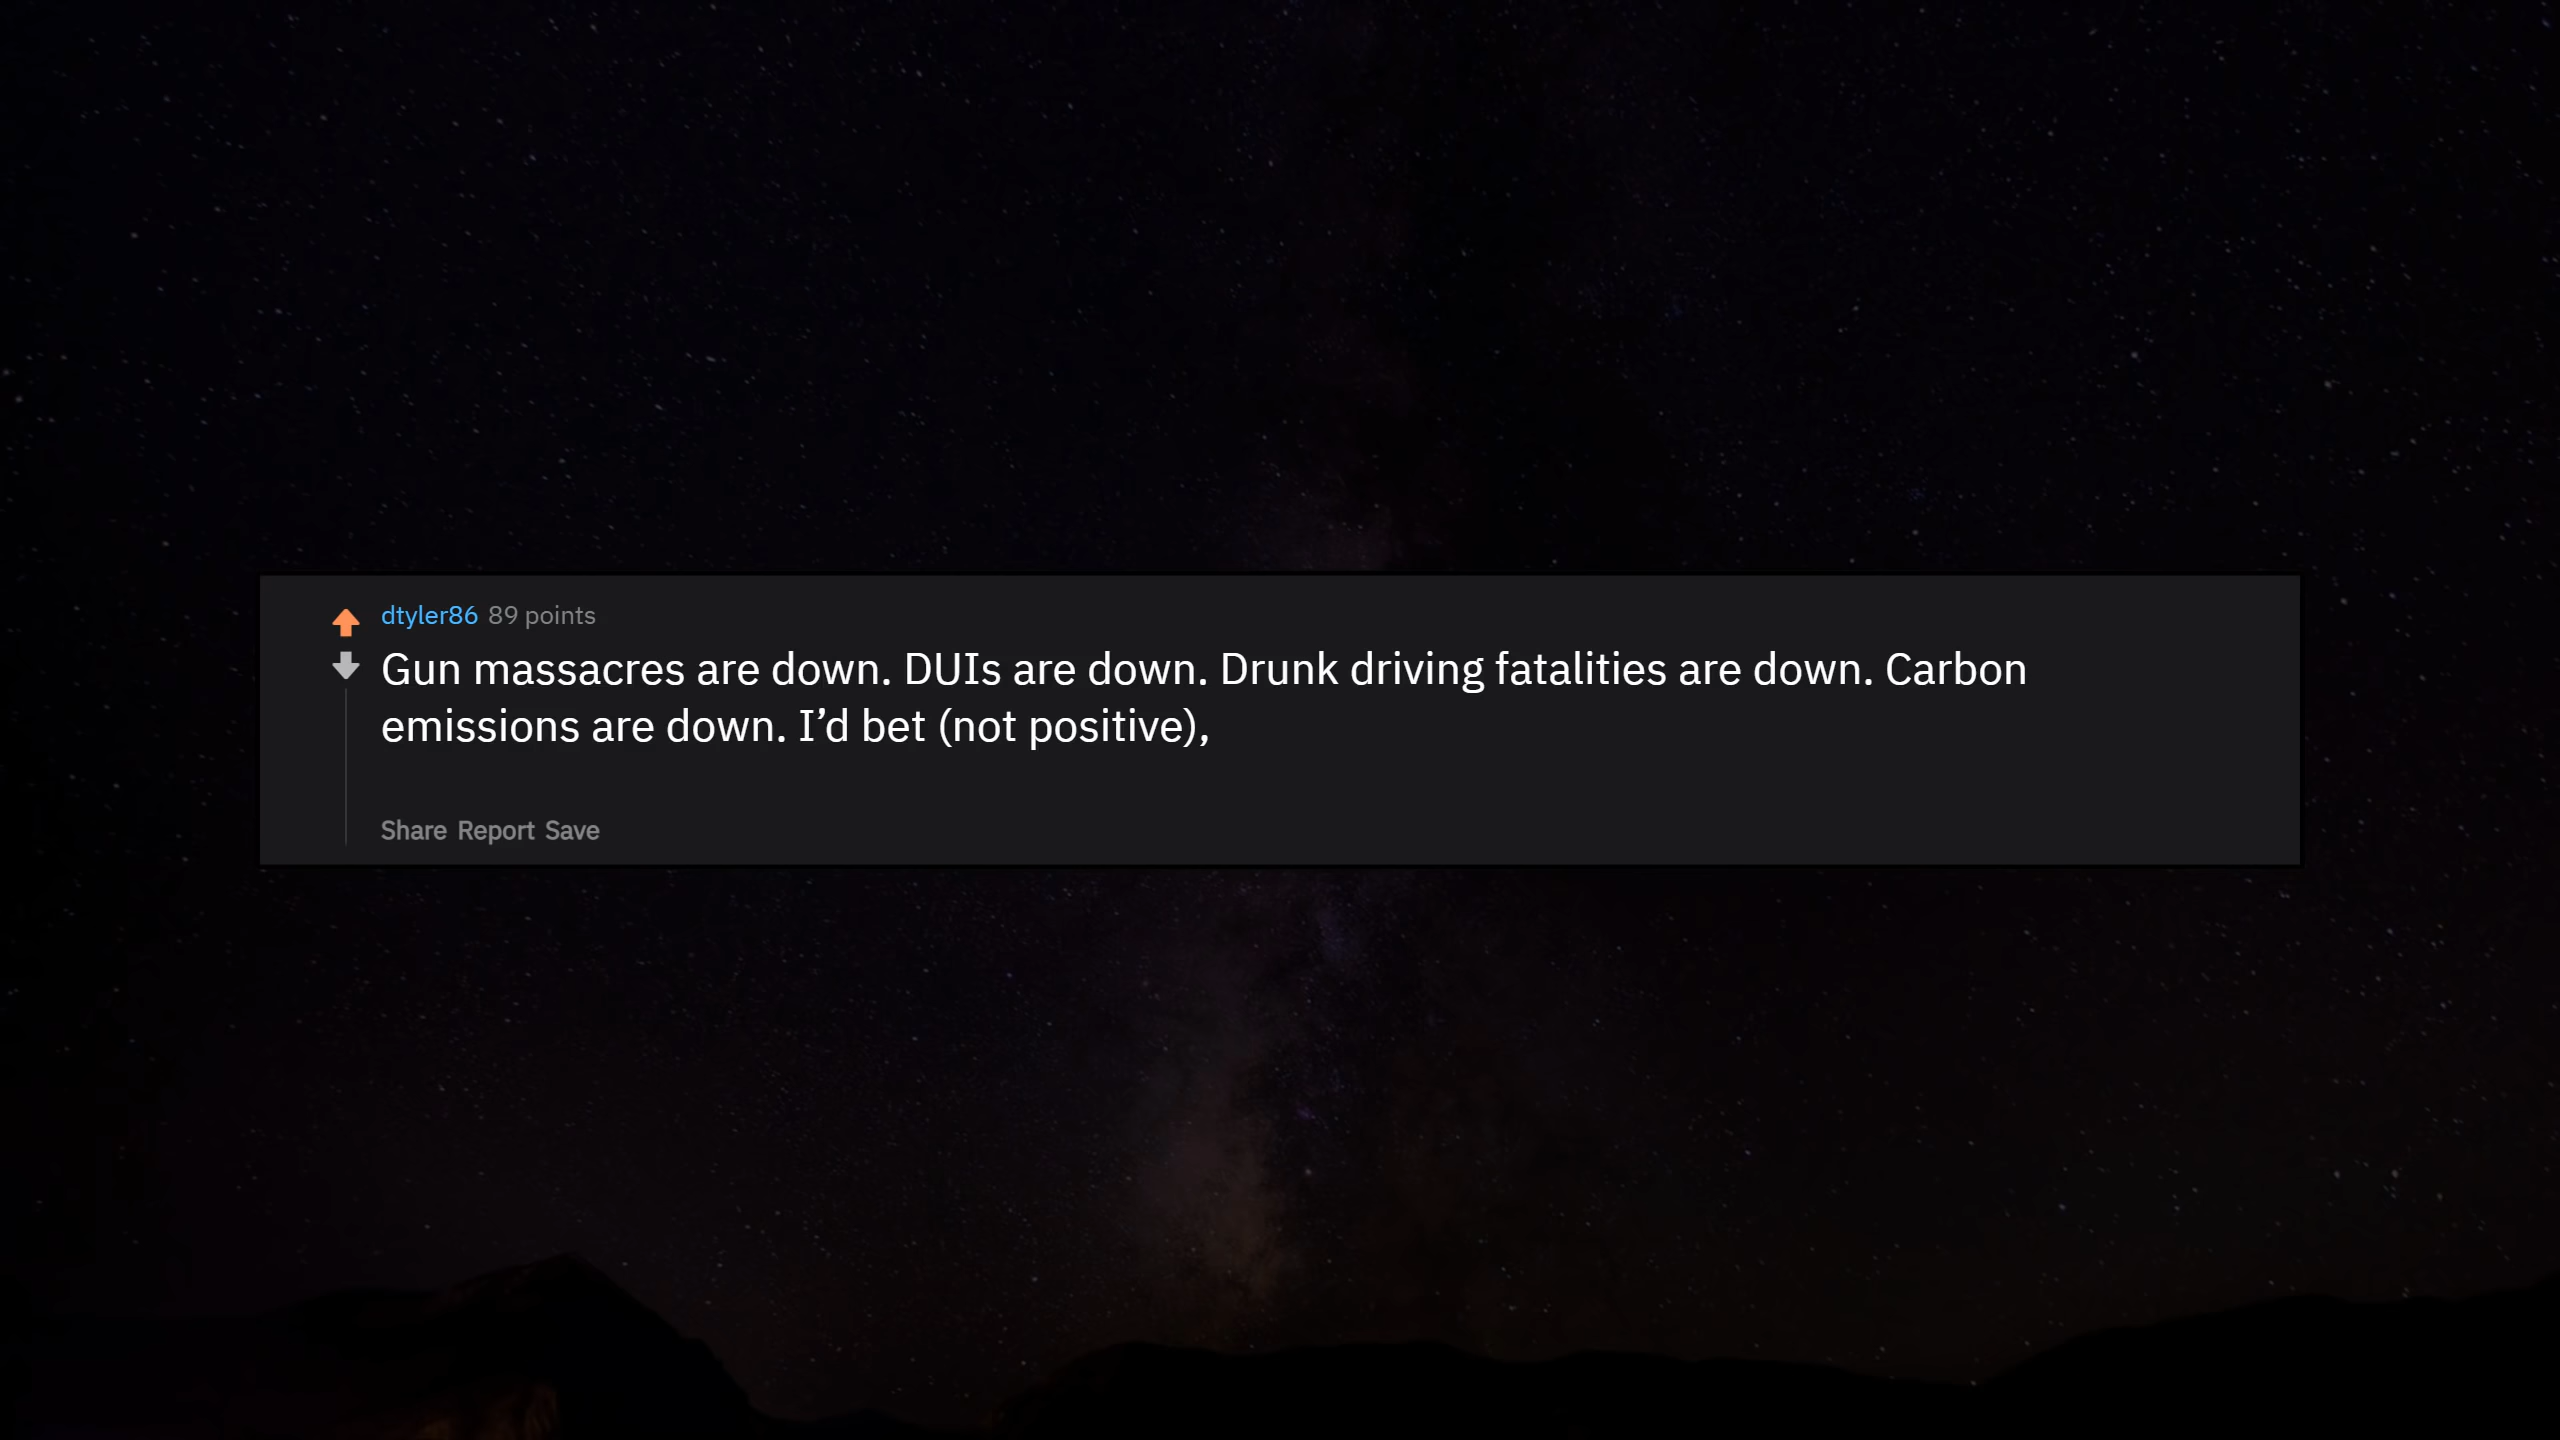 dtyler86 89 points
Gun massacres are down. DUIs are down. Drunk driving fatalities are down. Carbon
emissions are down. I’d bet (not positive),
Share Report Save